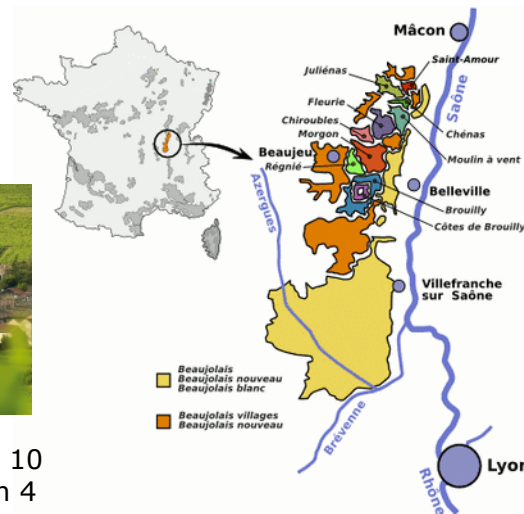 Mâcon
Saint-Amour
Juliénas
Saône
Fleurie
Chiroubles
Chénas
Morgon
Moulin à vent
Beaujeu
Régnié
Belleville
Azergues
Brouilly
Côtes de Brouilly
Villefranche
sur Saône
Beaujolais
Beaujolais nouveau
Beaujolais blanc
Beaujolais villages
Beaujolais nouveau
Brévenne
Lyon
Rhône
10
4